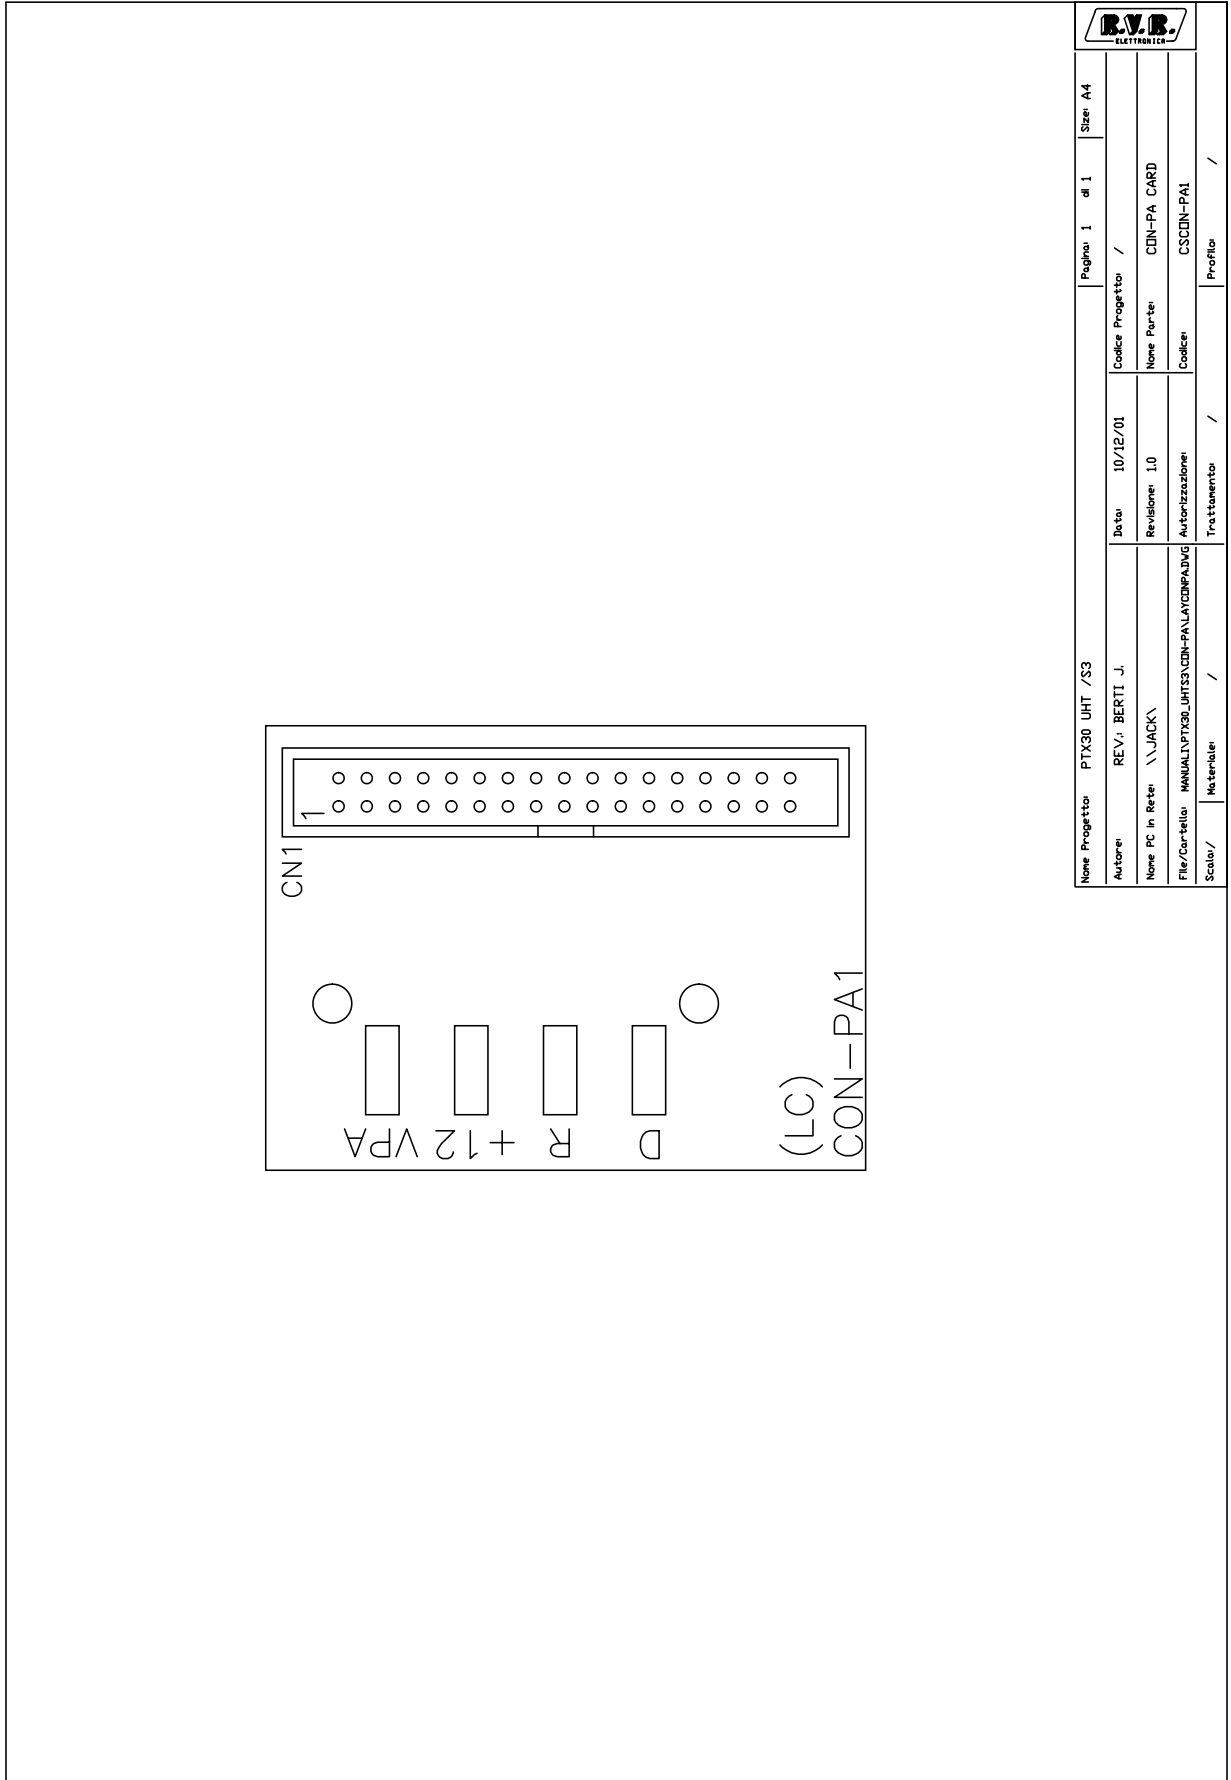 R.V.R.
ELETTRONICA
Nome Progetto: PTX30 UHT /S3
Pagina: 1 di 1
Size: A4
Autore: REV.: BERTI J.
Data: 10/12/01
Codice Progetto: /
Nome PC in Rete: \\JACK\
Revisione: 1.0
Nome Parte: CON-PA CARD
File/Cartella: MANUALI\PTX30_UHTS3\CON-PA\LAYCONPA.DWG
Autorizzazione:
Codice: CSCON-PA1
Scala: /
Materiale: /
Trattamento: /
Profilo: /
1
CN1
VPA
+12
R
D
(LC)
CON-PA1